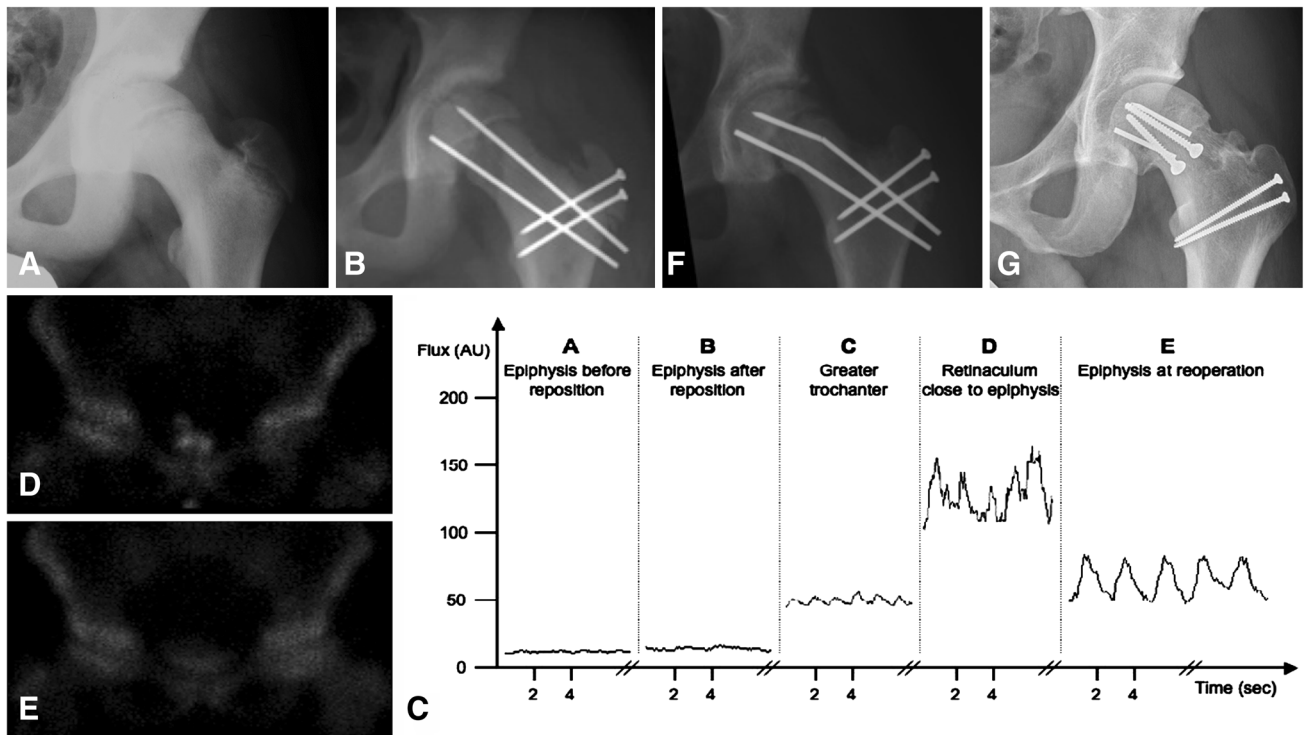 A
B
F
G
D
E
C
Flux (AU)
A
Epiphysis before
reposition
B
Epiphysis after
reposition
C
Greater
trochanter
D
Retinaculum
close to epiphysis
E
Epiphysis at reoperation
200
150
100
50
0
2 4 2 4 2 4 2 4 2 4
Time (sec)